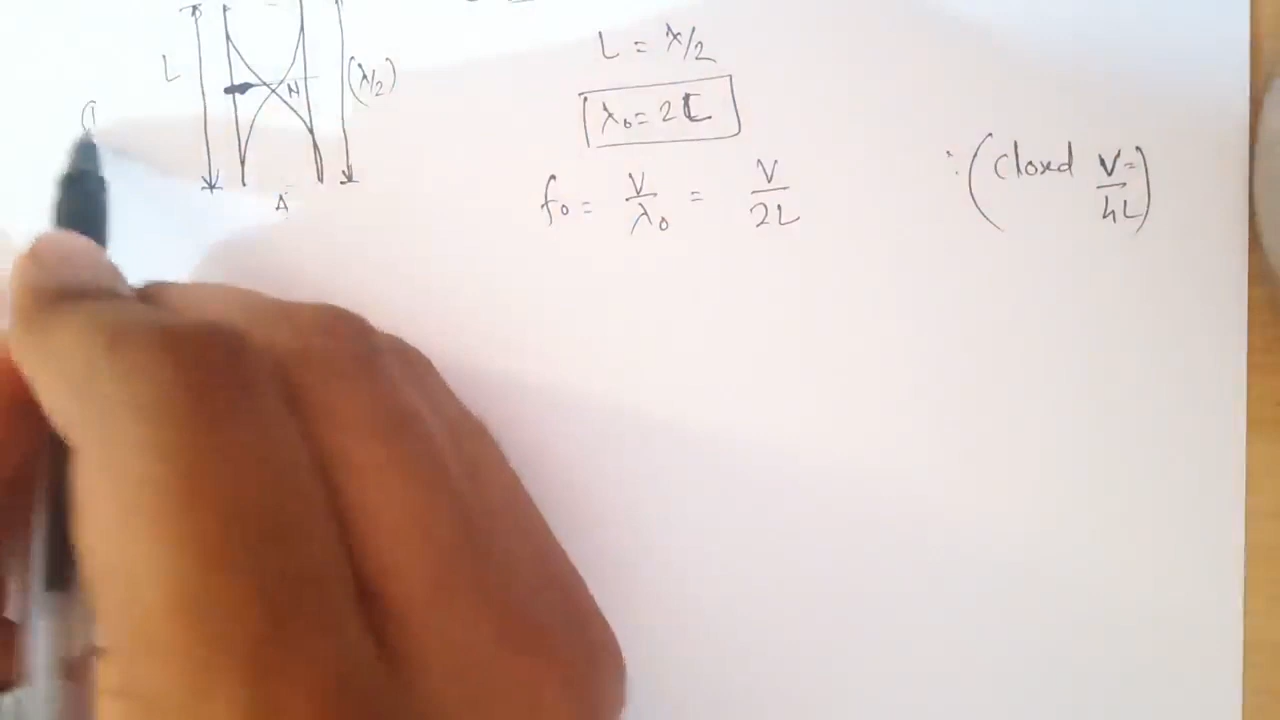 L = λ/2
L
(λ/2)
N
λ₀ = 2L
(Closed V/4L =)
f₀ = V/λ₀ = V/2L
A